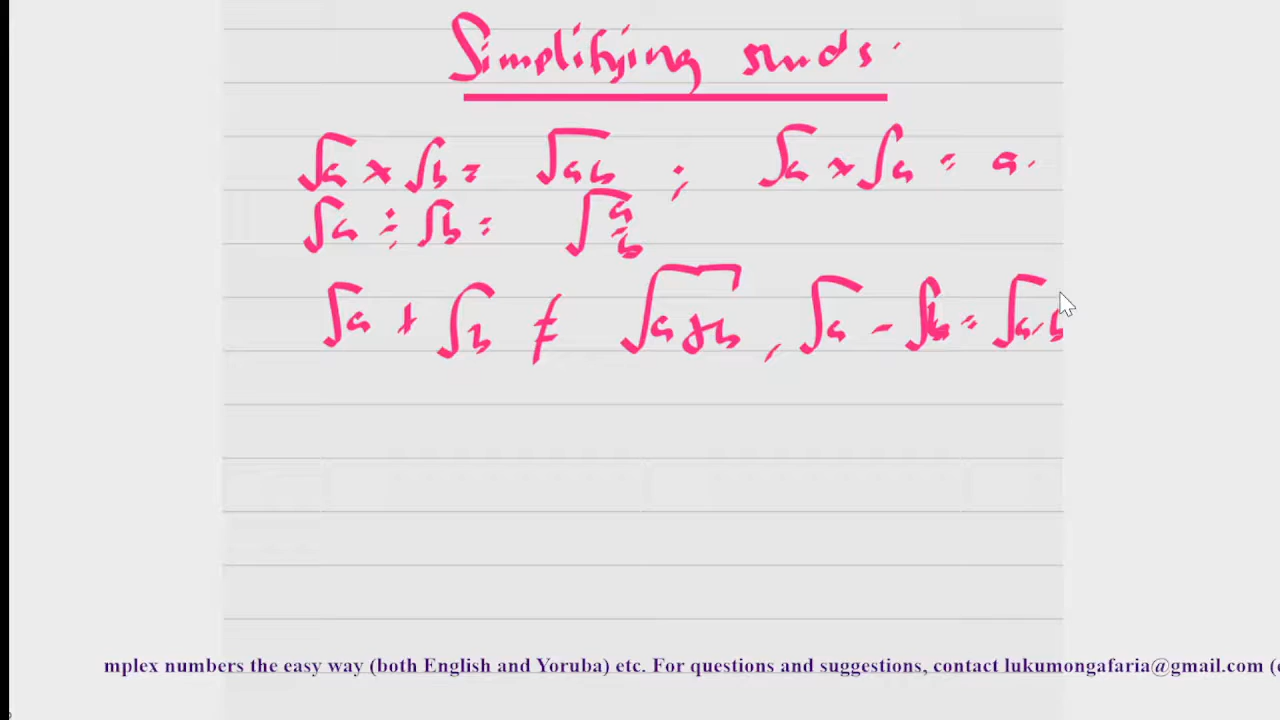 Simplifying surds.
√a × √b = √ab ; √a × √a = a.
√a ÷ √b = √a/b
√a + √b ≠ √a+b , √a - √b = √a-b
mplex numbers the easy way (both English and Yoruba) etc. For questions and suggestions, contact lukumongafaria@gmail.com (c